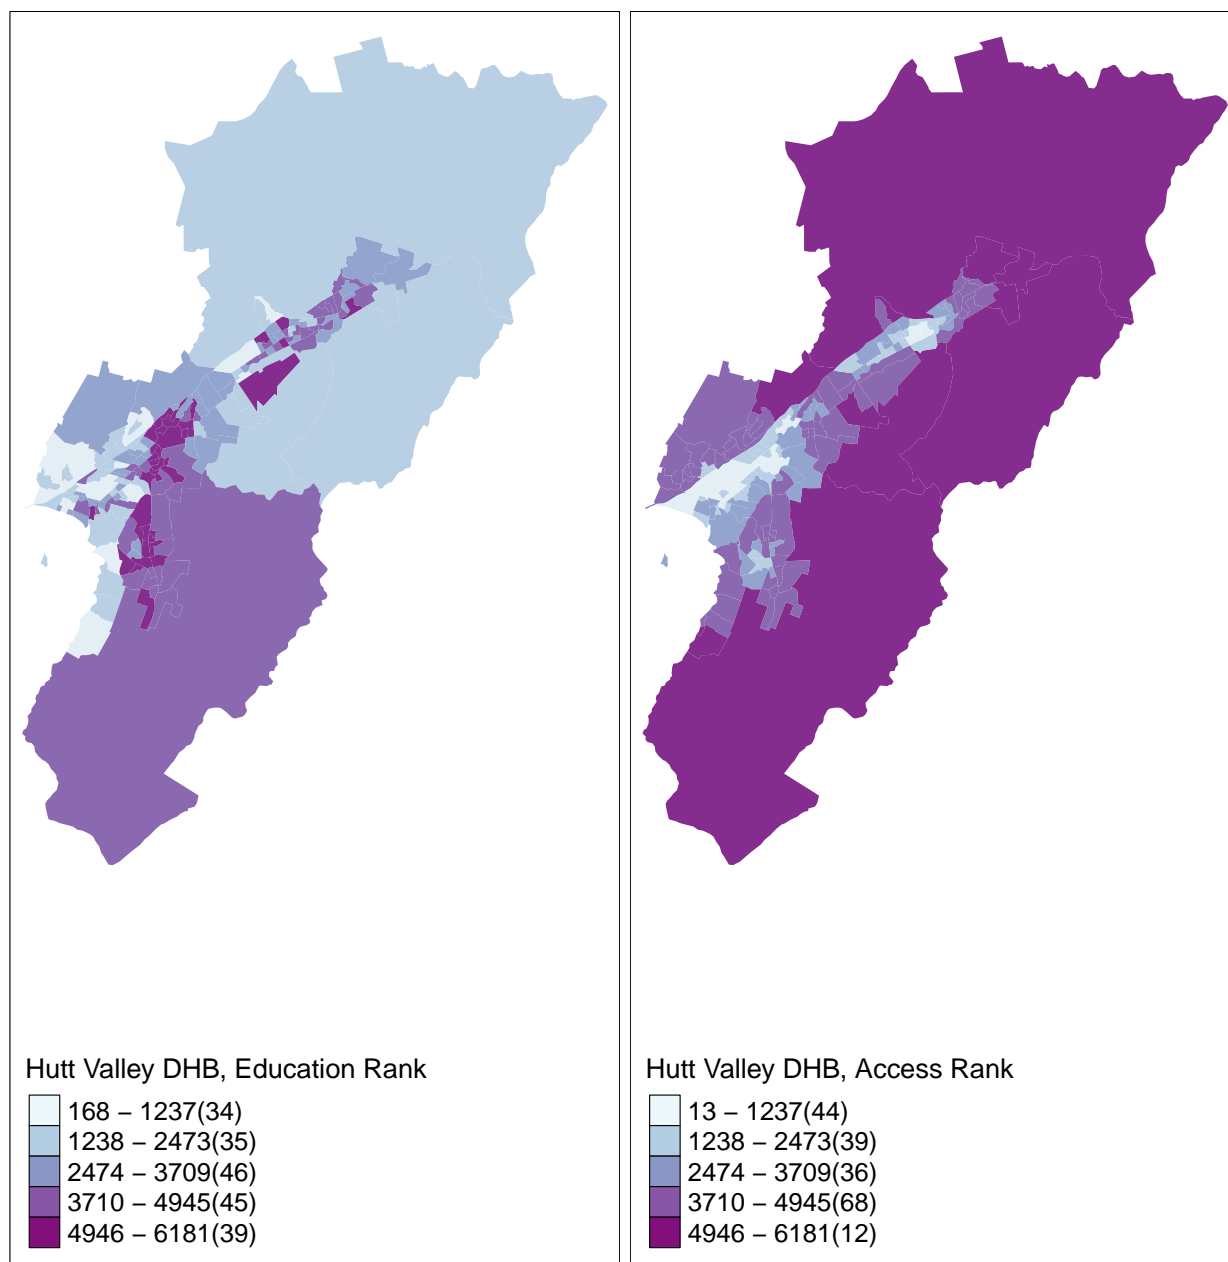 Hutt Valley DHB, Education Rank
168 – 1237(34)
1238 – 2473(35)
2474 – 3709(46)
3710 – 4945(45)
4946 – 6181(39)
Hutt Valley DHB, Access Rank
13 – 1237(44)
1238 – 2473(39)
2474 – 3709(36)
3710 – 4945(68)
4946 – 6181(12)